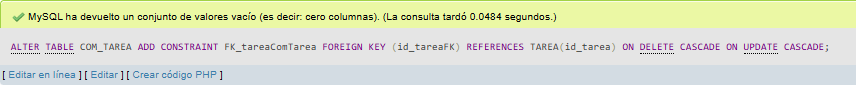 MySQL ha devuelto un conjunto de valores vacío (es decir: cero columnas). (La consulta tardó 0.0484 segundos.)
ALTER TABLE COM_TAREA ADD CONSTRAINT FK_tareaComTarea FOREIGN KEY (id_tareaFK) REFERENCES TAREA(id_tarea) ON DELETE CASCADE ON UPDATE CASCADE;
[ Editar en línea ] [ Editar ] [ Crear código PHP ]